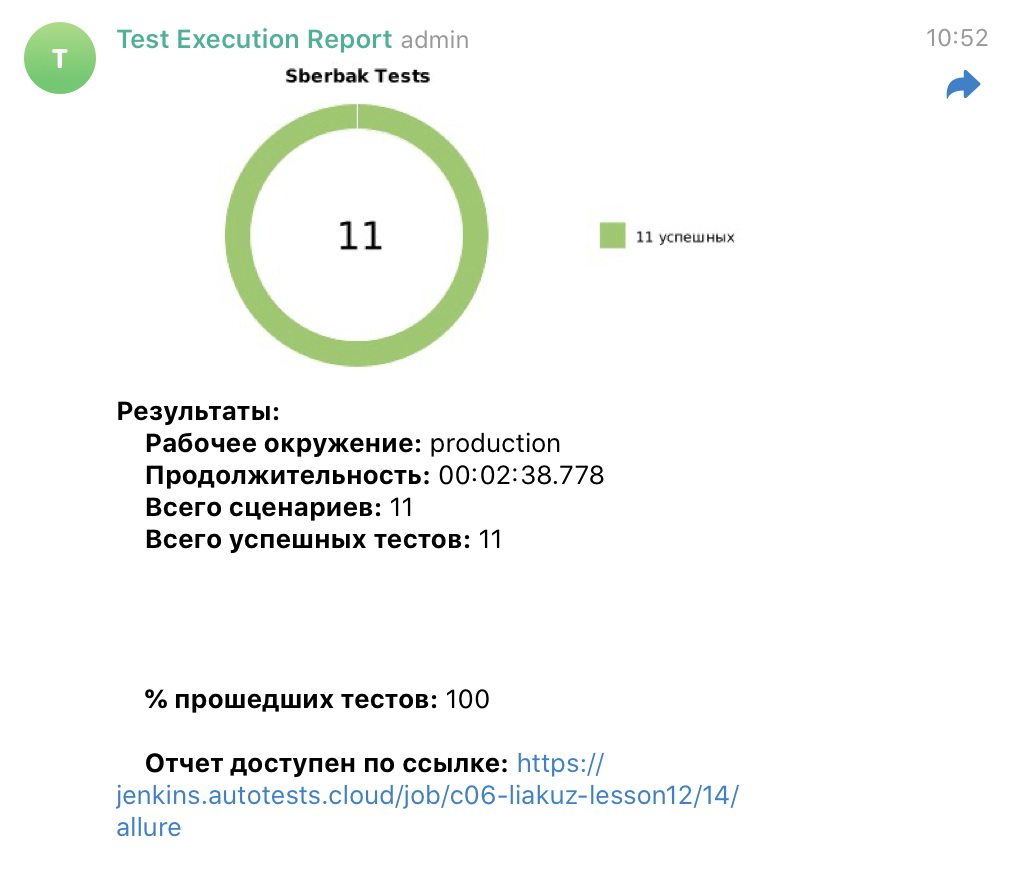 T
Test Execution Report admin
10:52
Sberbak Tests
11
11 успешных
Результаты:
Рабочее окружение: production
Продолжительность: 00:02:38.778
Всего сценариев: 11
Всего успешных тестов: 11
% прошедших тестов: 100
Отчет доступен по ссылке: https://
jenkins.autotests.cloud/job/c06-liakuz-lesson12/14/
allure